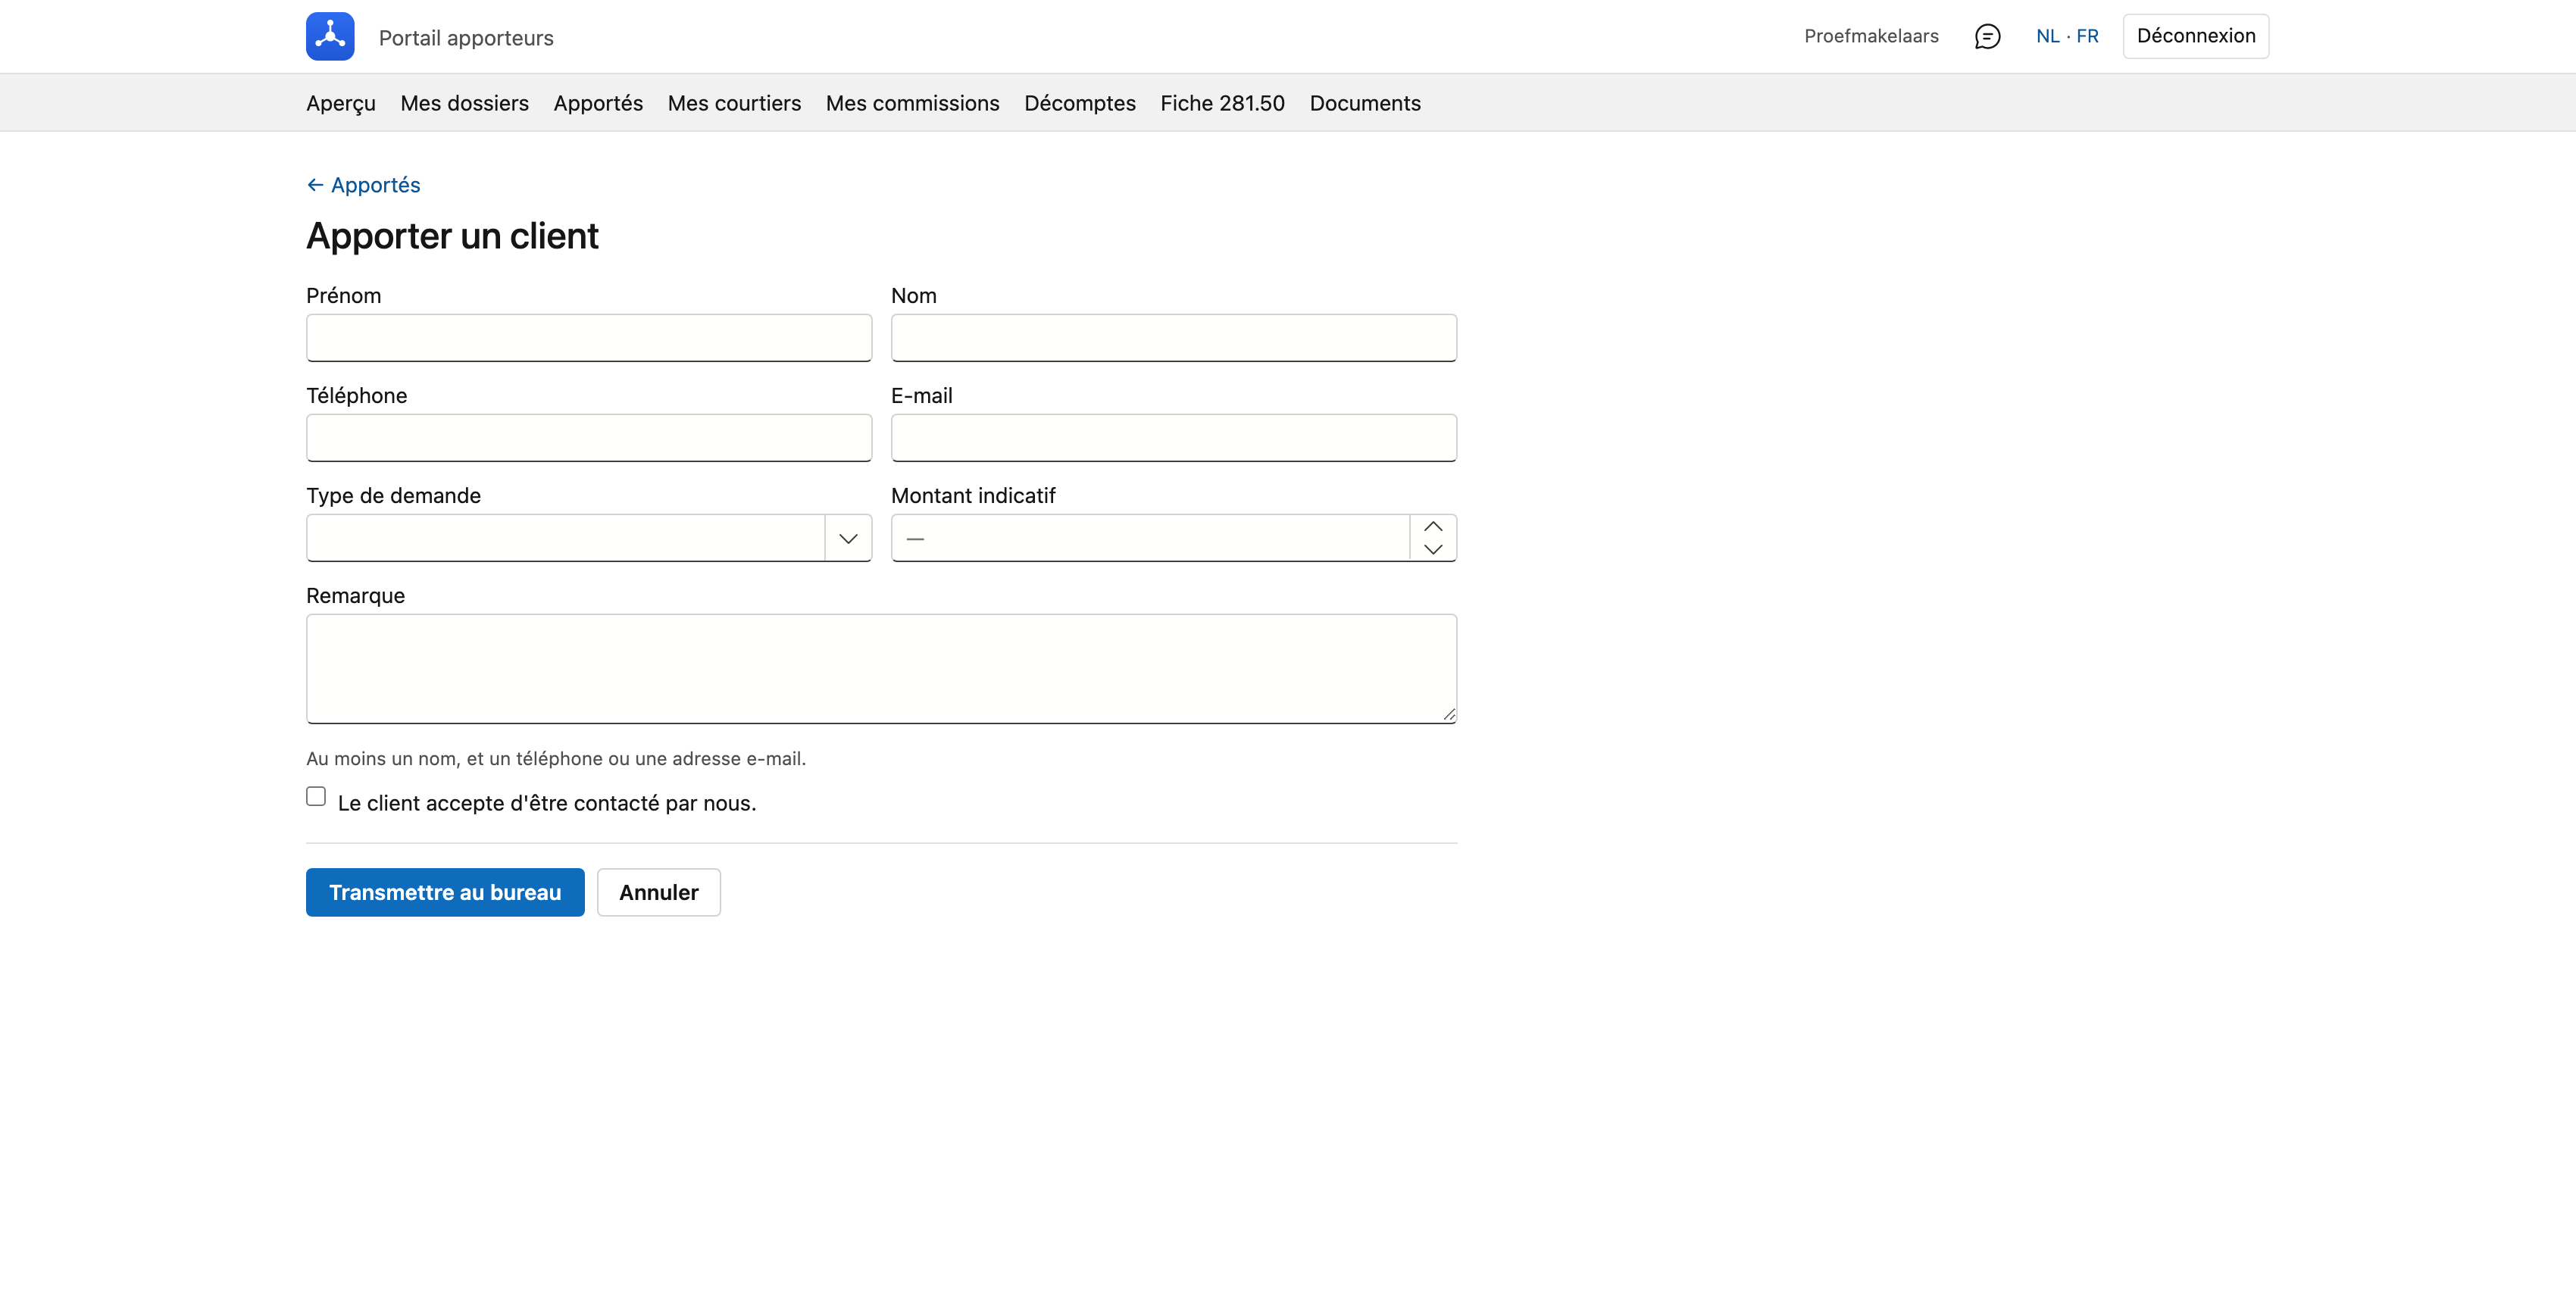 Portail apporteurs
Proefmakelaars
NL · FR
Déconnexion
Aperçu Mes dossiers Apportés Mes courtiers Mes commissions Décomptes Fiche 281.50 Documents
← Apportés
Apporter un client
Prénom Nom
Téléphone E-mail
Type de demande Montant indicatif
—
Remarque
Au moins un nom, et un téléphone ou une adresse e-mail.
Le client accepte d'être contacté par nous.
Transmettre au bureau Annuler